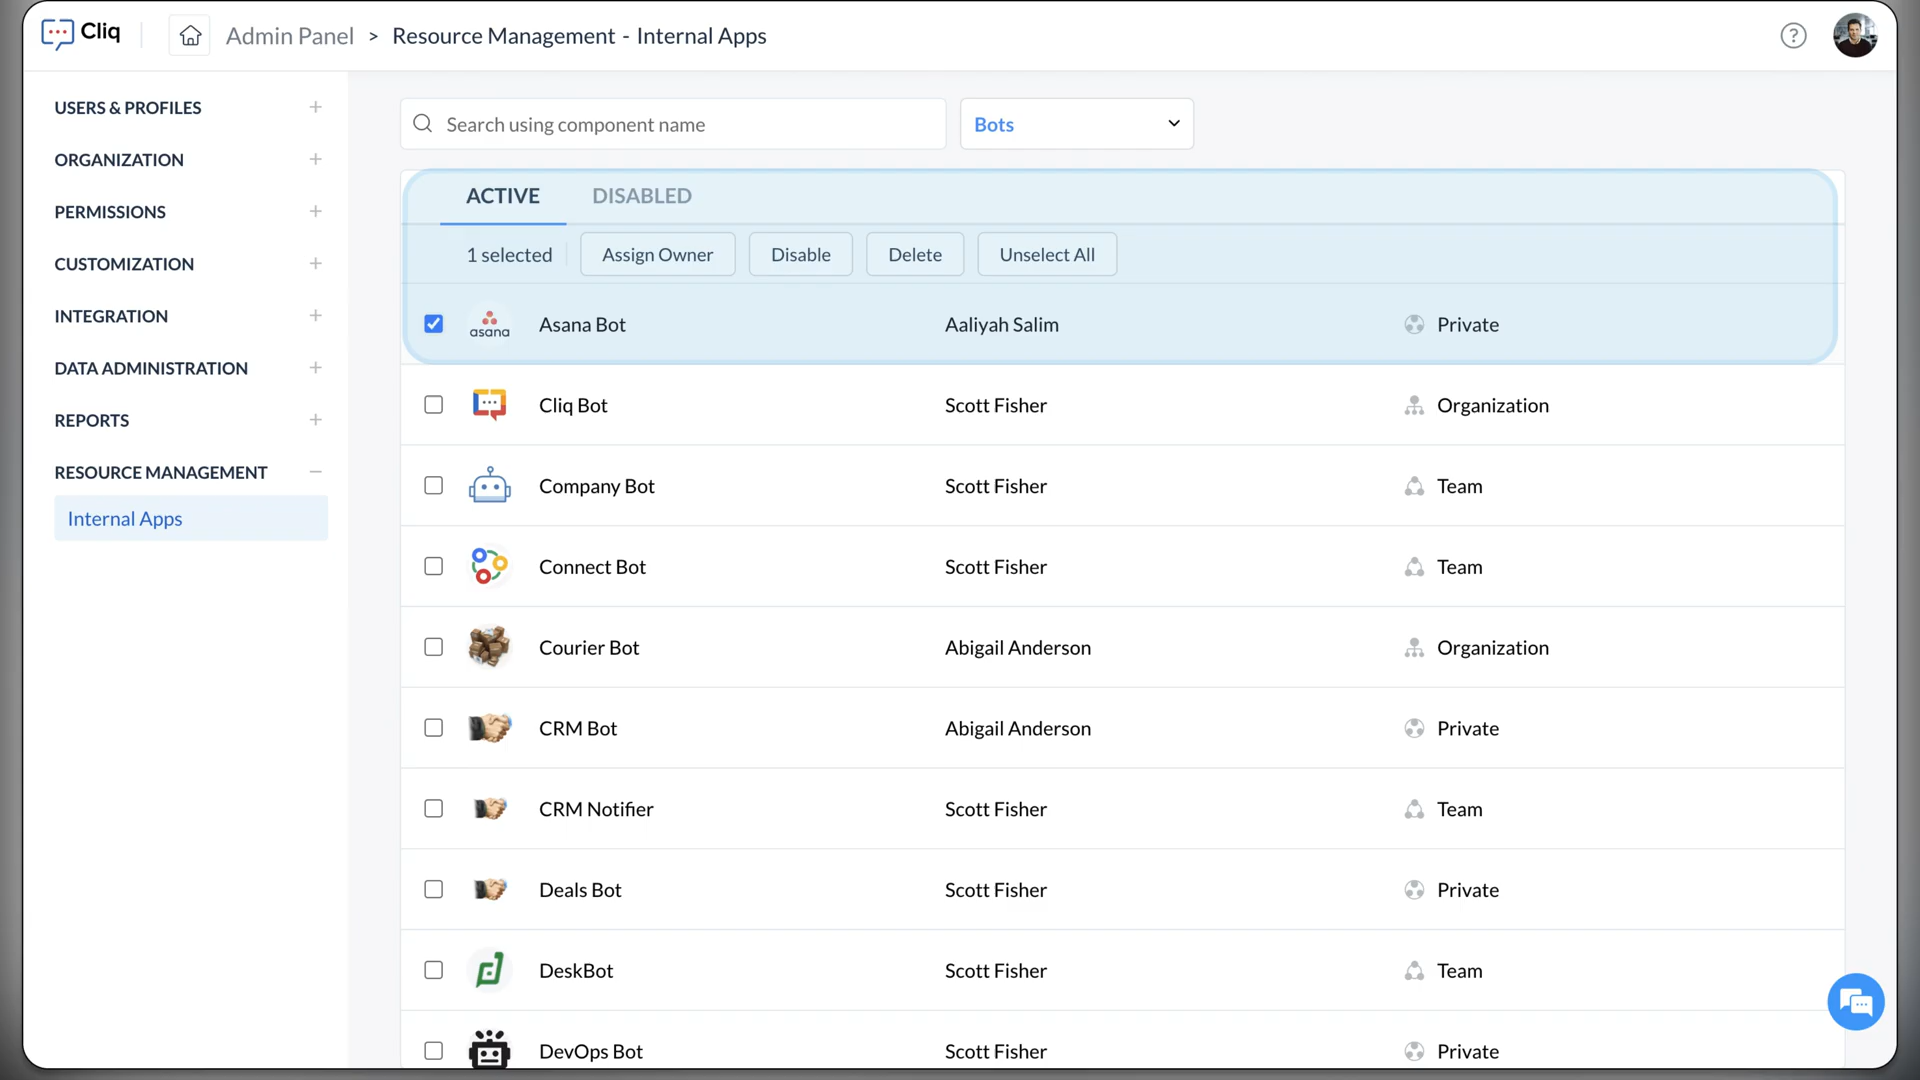 Cliq
Admin Panel > Resource Management - Internal Apps
?
USERS & PROFILES +
ORGANIZATION +
PERMISSIONS +
CUSTOMIZATION +
INTEGRATION +
DATA ADMINISTRATION +
REPORTS +
RESOURCE MANAGEMENT −
Internal Apps
Search using component name
Bots
ACTIVE DISABLED
1 selected Assign Owner Disable Delete Unselect All
asana Asana Bot Aaliyah Salim Private
Cliq Bot Scott Fisher Organization
Company Bot Scott Fisher Team
Connect Bot Scott Fisher Team
Courier Bot Abigail Anderson Organization
CRM Bot Abigail Anderson Private
CRM Notifier Scott Fisher Team
Deals Bot Scott Fisher Private
DeskBot Scott Fisher Team
DevOps Bot Scott Fisher Private